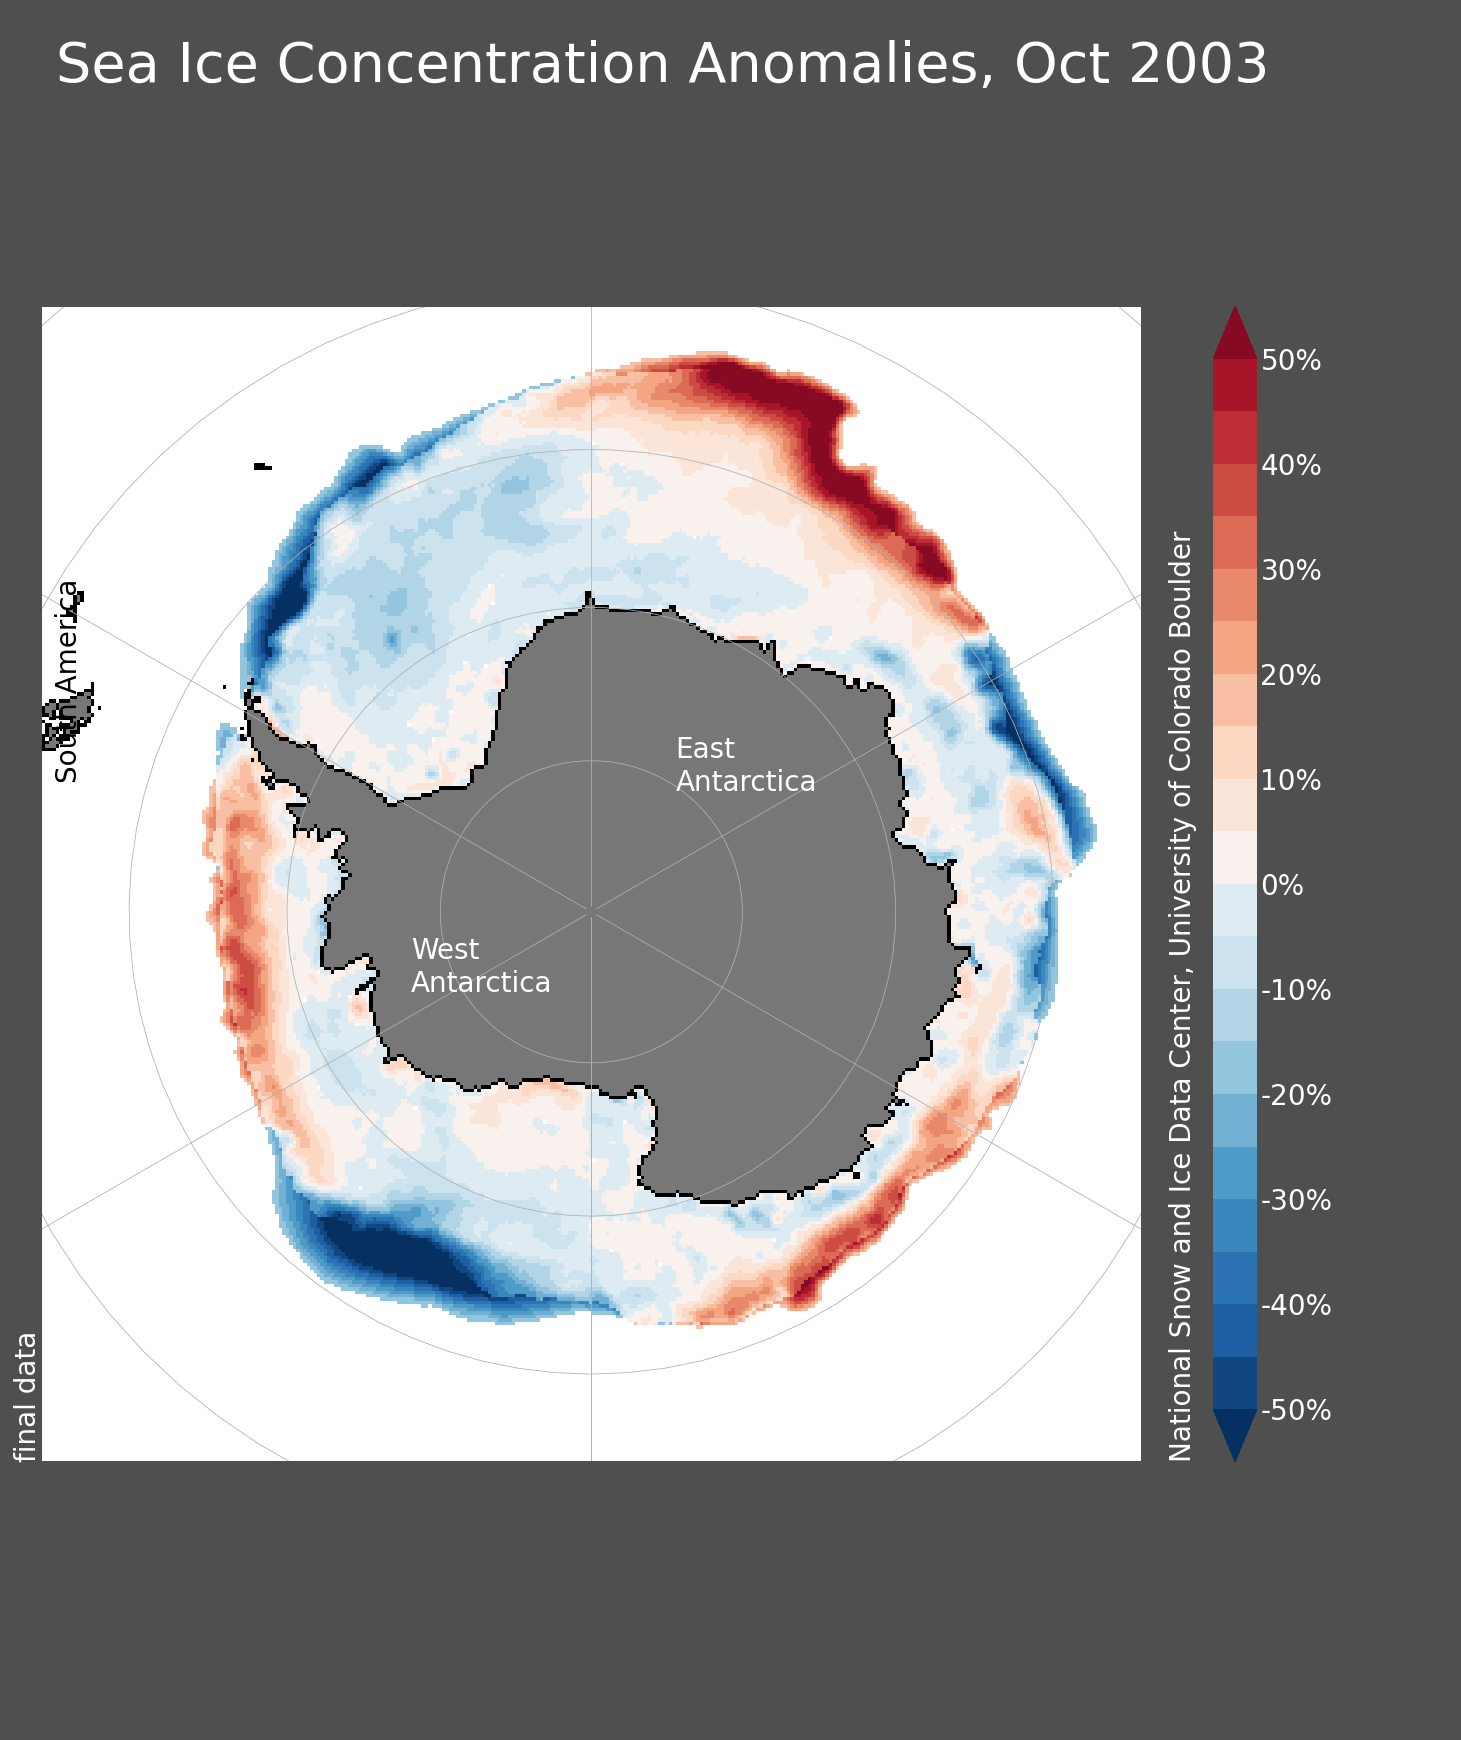 Sea Ice Concentration Anomalies, Oct 2003
South America
East
Antarctica
West
Antarctica
final data
National Snow and Ice Data Center, University of Colorado Boulder
50%
40%
30%
20%
10%
0%
-10%
-20%
-30%
-40%
-50%